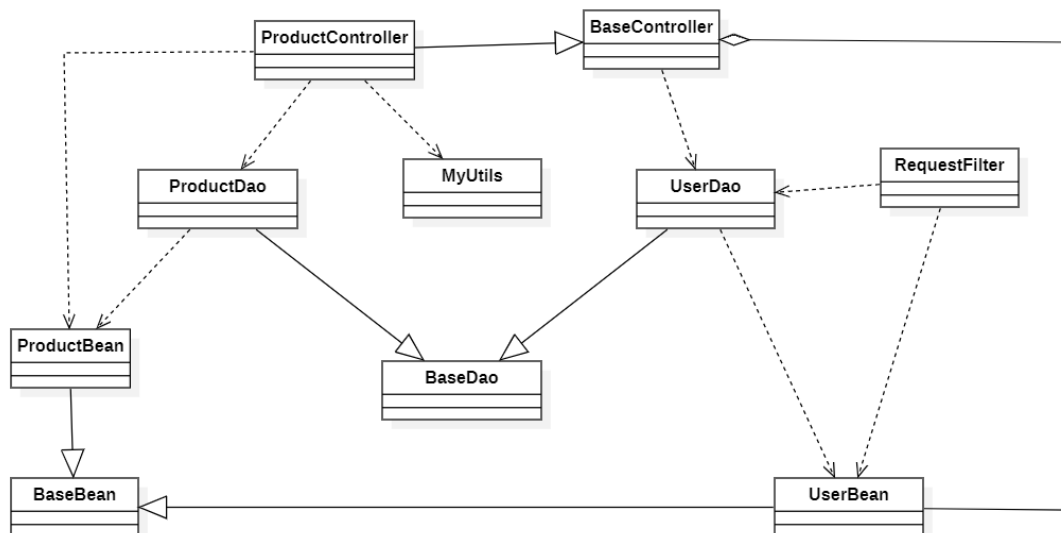 ProductController
BaseController
ProductDao
MyUtils
UserDao
RequestFilter
ProductBean
BaseDao
BaseBean
UserBean